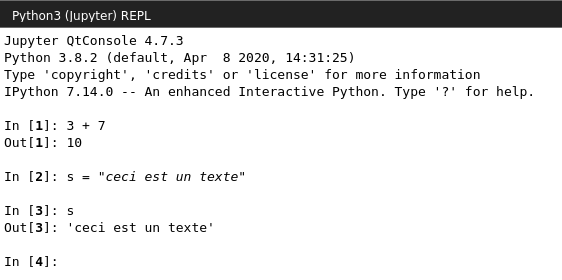 Python3 (Jupyter) REPL
Jupyter QtConsole 4.7.3
Python 3.8.2 (default, Apr  8 2020, 14:31:25)
Type 'copyright', 'credits' or 'license' for more information
IPython 7.14.0 -- An enhanced Interactive Python. Type '?' for help.
In [1]: 3 + 7
Out[1]: 10
In [2]: s = "ceci est un texte"
In [3]: s
Out[3]: 'ceci est un texte'
In [4]: